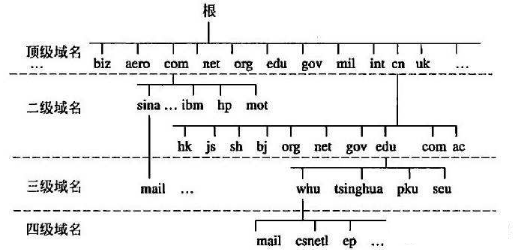 根
顶级域名
… biz aero com net org edu gov mil int cn uk …
二级域名
sina … ibm hp mot
hk js sh bj org net gov edu com ac
三级域名
mail … whu tsinghua pku seu
四级域名
mail csnetl ep …